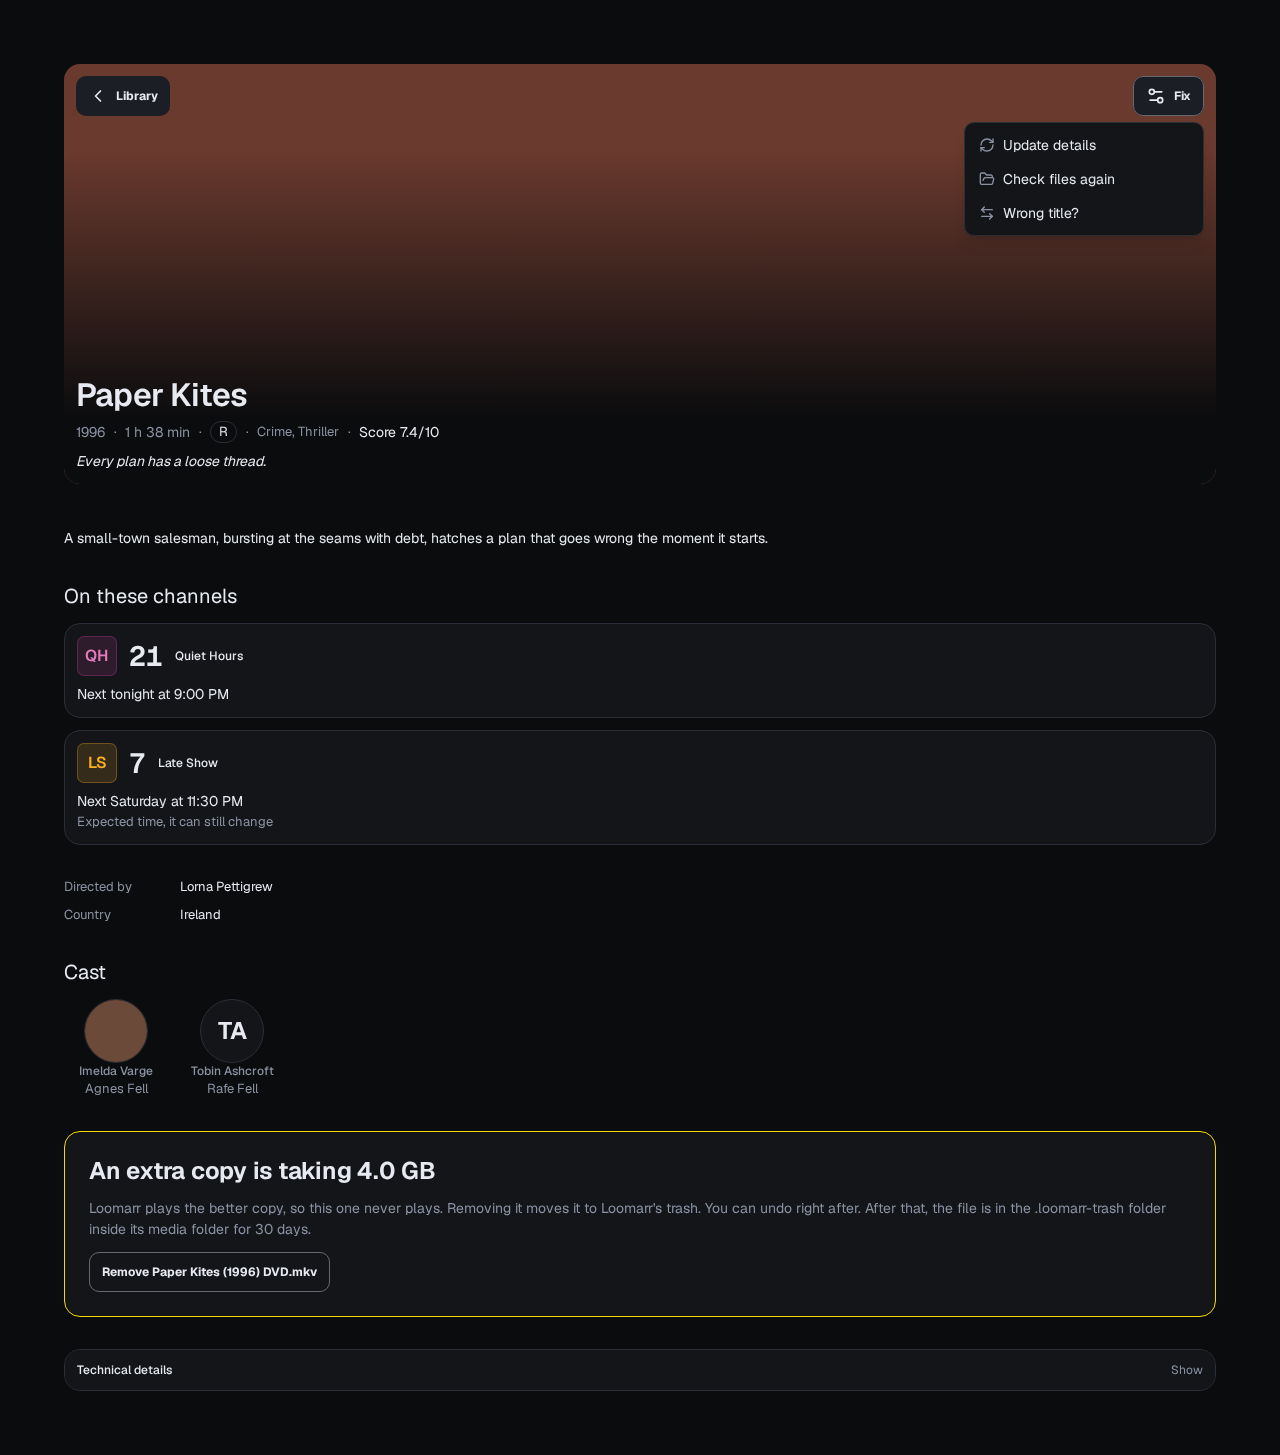 Library
Fix
Update details
Check files again
Wrong title?
Paper Kites
1996 · 1 h 38 min · R · Crime, Thriller · Score 7.4/10
Every plan has a loose thread.
A small-town salesman, bursting at the seams with debt, hatches a plan that goes wrong the moment it starts.
On these channels
QH 21 Quiet Hours
Next tonight at 9:00 PM
LS 7 Late Show
Next Saturday at 11:30 PM
Expected time, it can still change
Directed by Lorna Pettigrew
Country Ireland
Cast
TA
Imelda Varge Tobin Ashcroft
Agnes Fell Rafe Fell
An extra copy is taking 4.0 GB
Loomarr plays the better copy, so this one never plays. Removing it moves it to Loomarr's trash. You can undo right after. After that, the file is in the .loomarr-trash folder
inside its media folder for 30 days.
Remove Paper Kites (1996) DVD.mkv
Technical details Show